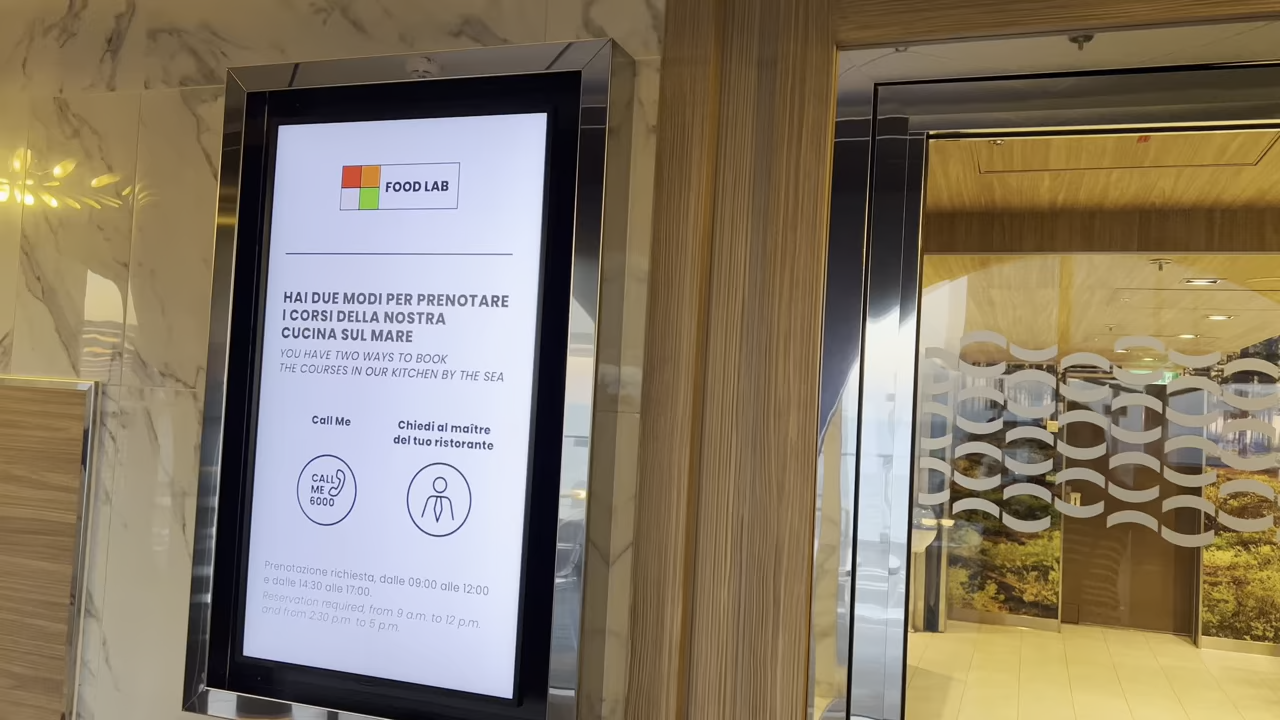 FOOD LAB
HAI DUE MODI PER PRENOTARE
I CORSI DELLA NOSTRA
CUCINA SUL MARE
YOU HAVE TWO WAYS TO BOOK
THE COURSES IN OUR KITCHEN BY THE SEA
Call Me
CALL
ME
6000
Chiedi al maître
del tuo ristorante
Prenotazione richiesta, dalle 09:00 alle 12:00
e dalle 14:30 alle 17:00.
Reservation required, from 9 a.m. to 12 p.m.
and from 2:30 p.m. to 5 p.m.